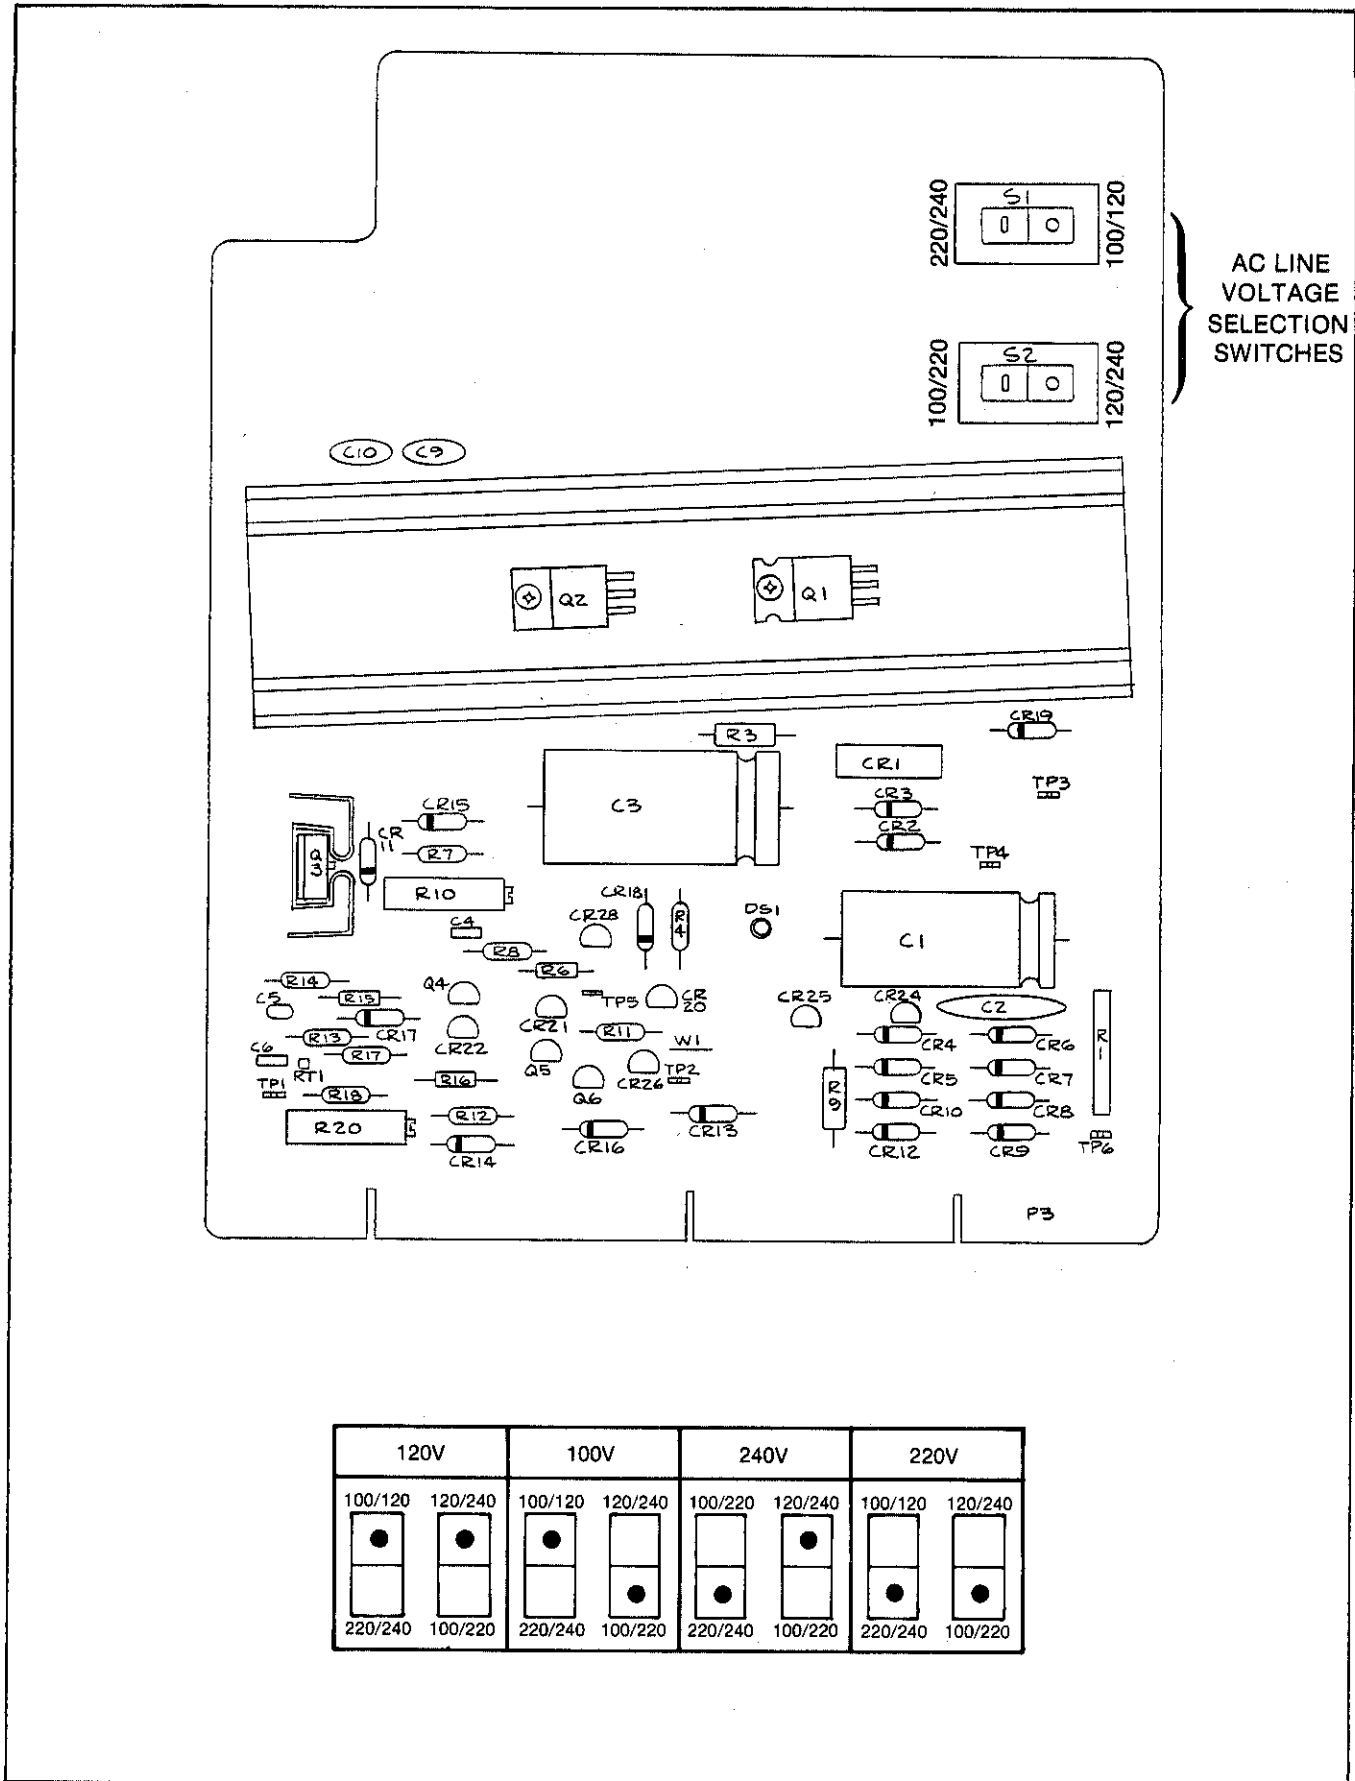 220/240
S1
100/120
AC LINE
VOLTAGE
SELECTION
SWITCHES
100/220
S2
120/240
C10
C9
Q2
Q1
CR19
R3
CR1
TP3
C3
CR15
CR3
CR2
CR
11
Q
3
R7
TP4
R10
CR18
R
4
DS1
C4
CR28
C1
R8
R6
R14
Q4
TP5
CR
20
CR25
CR24
C2
C5
R15
CR17
CR21
R11
CR4
CR6
R1
R13
CR22
W1
C6
R17
Q5
CR26
TP2
CR5
CR7
RT1
R16
Q6
R
9
TP1
R18
CR10
CR8
R20
R12
CR13
CR14
CR16
CR12
CR9
TP6
P3
120V 100V 240V 220V
100/120 120/240 100/120 120/240 100/220 120/240 100/120 120/240
220/240 100/220 220/240 100/220 220/240 100/220 220/240 100/220